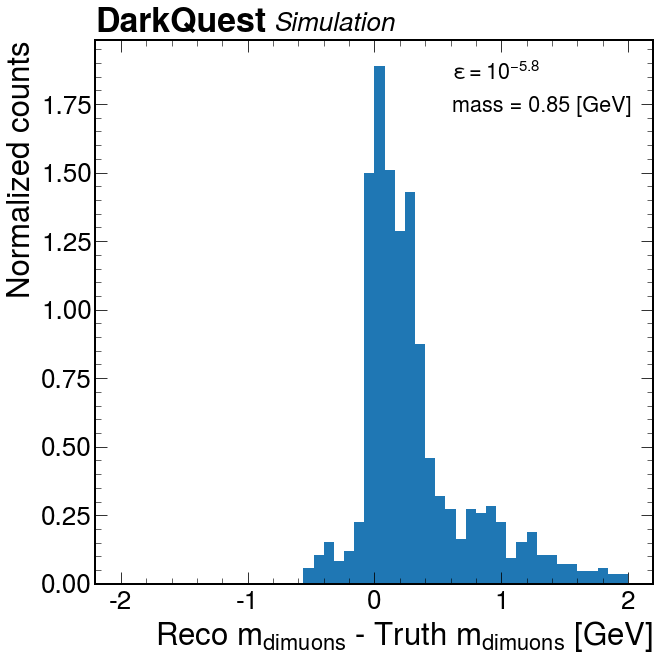 DarkQuest Simulation
ε = 10^−5.8
mass = 0.85 [GeV]
Normalized counts
1.75
1.50
1.25
1.00
0.75
0.50
0.25
0.00
-2 -1 0 1 2
Reco m_dimuons - Truth m_dimuons [GeV]